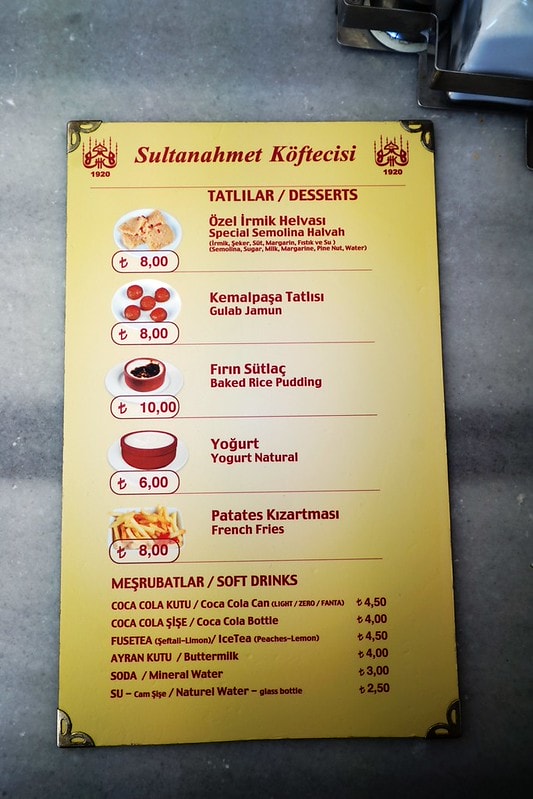 Sultanahmet Köftecisi
1920
1920
TATLILAR / DESSERTS
Özel İrmik Helvası
Special Semolina Halvah
(İrmik, Şeker, Süt, Margarin, Fıstık ve Su )
(Semolina, Sugar, Milk, Margarine, Pine Nut, Water)
₺ 8,00
Kemalpaşa Tatlısı
Gulab Jamun
₺ 8,00
Fırın Sütlaç
Baked Rice Pudding
₺ 10,00
Yoğurt
Yogurt Natural
₺ 6,00
Patates Kızartması
French Fries
₺ 8,00
MEŞRUBATLAR / SOFT DRINKS
COCA COLA KUTU / Coca Cola Can (LIGHT / ZERO / FANTA) ₺ 4,50
COCA COLA ŞİŞE / Coca Cola Bottle ₺ 4,00
FUSETEA (Şeftali-Limon)/ IceTea (Peaches-Lemon) ₺ 4,50
AYRAN KUTU / Buttermilk ₺ 4,00
SODA / Mineral Water ₺ 3,00
SU - Cam Şişe / Naturel Water - glass bottle ₺ 2,50